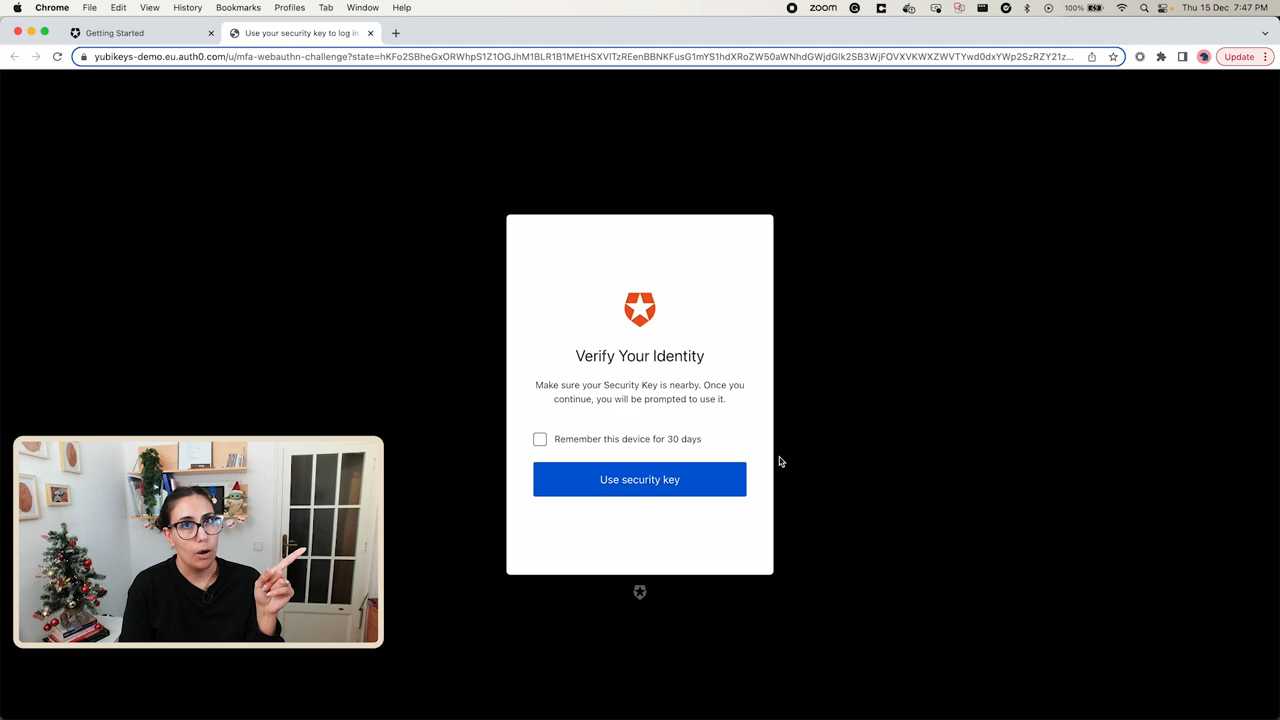 Chrome File Edit View History Bookmarks Profiles Tab Window Help zoom 100% Thu 15 Dec 7:47 PM
Getting Started Use your security key to log in
yubikeys-demo.eu.auth0.com/u/mfa-webauthn-challenge?state=hKFo2SBheGxORWhpS1Z1OGJhM1BLR1B1MEtHSXVITzREenBBNKFusG1mYS1hdXRoZW50aWNhdGWjdGlk2SB3WjFOVXVKWXZWVTYwd0dxYWp2SzRZY21z... Update
Verify Your Identity
Make sure your Security Key is nearby. Once you
continue, you will be prompted to use it.
Remember this device for 30 days
Use security key